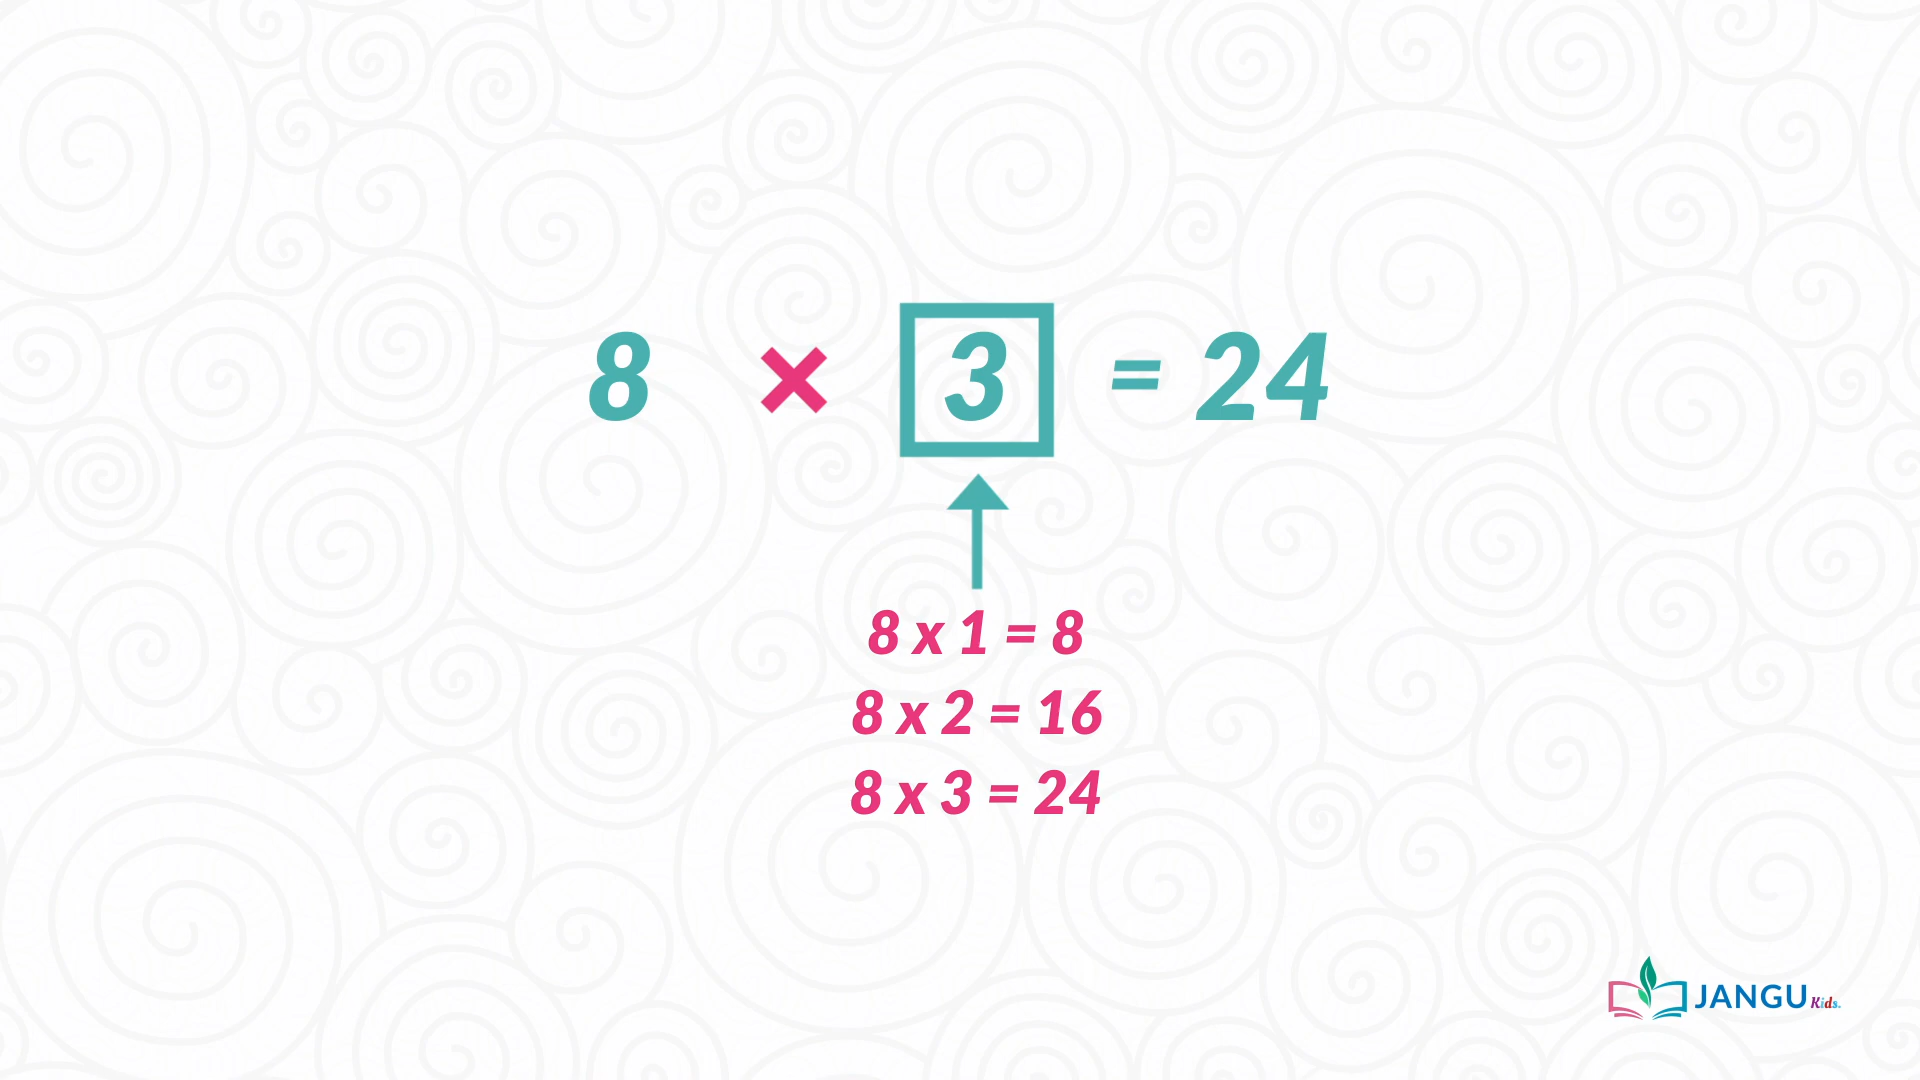 8 × 3 = 24
8 x 1 = 8
8 x 2 = 16
8 x 3 = 24
JANGU Kids.